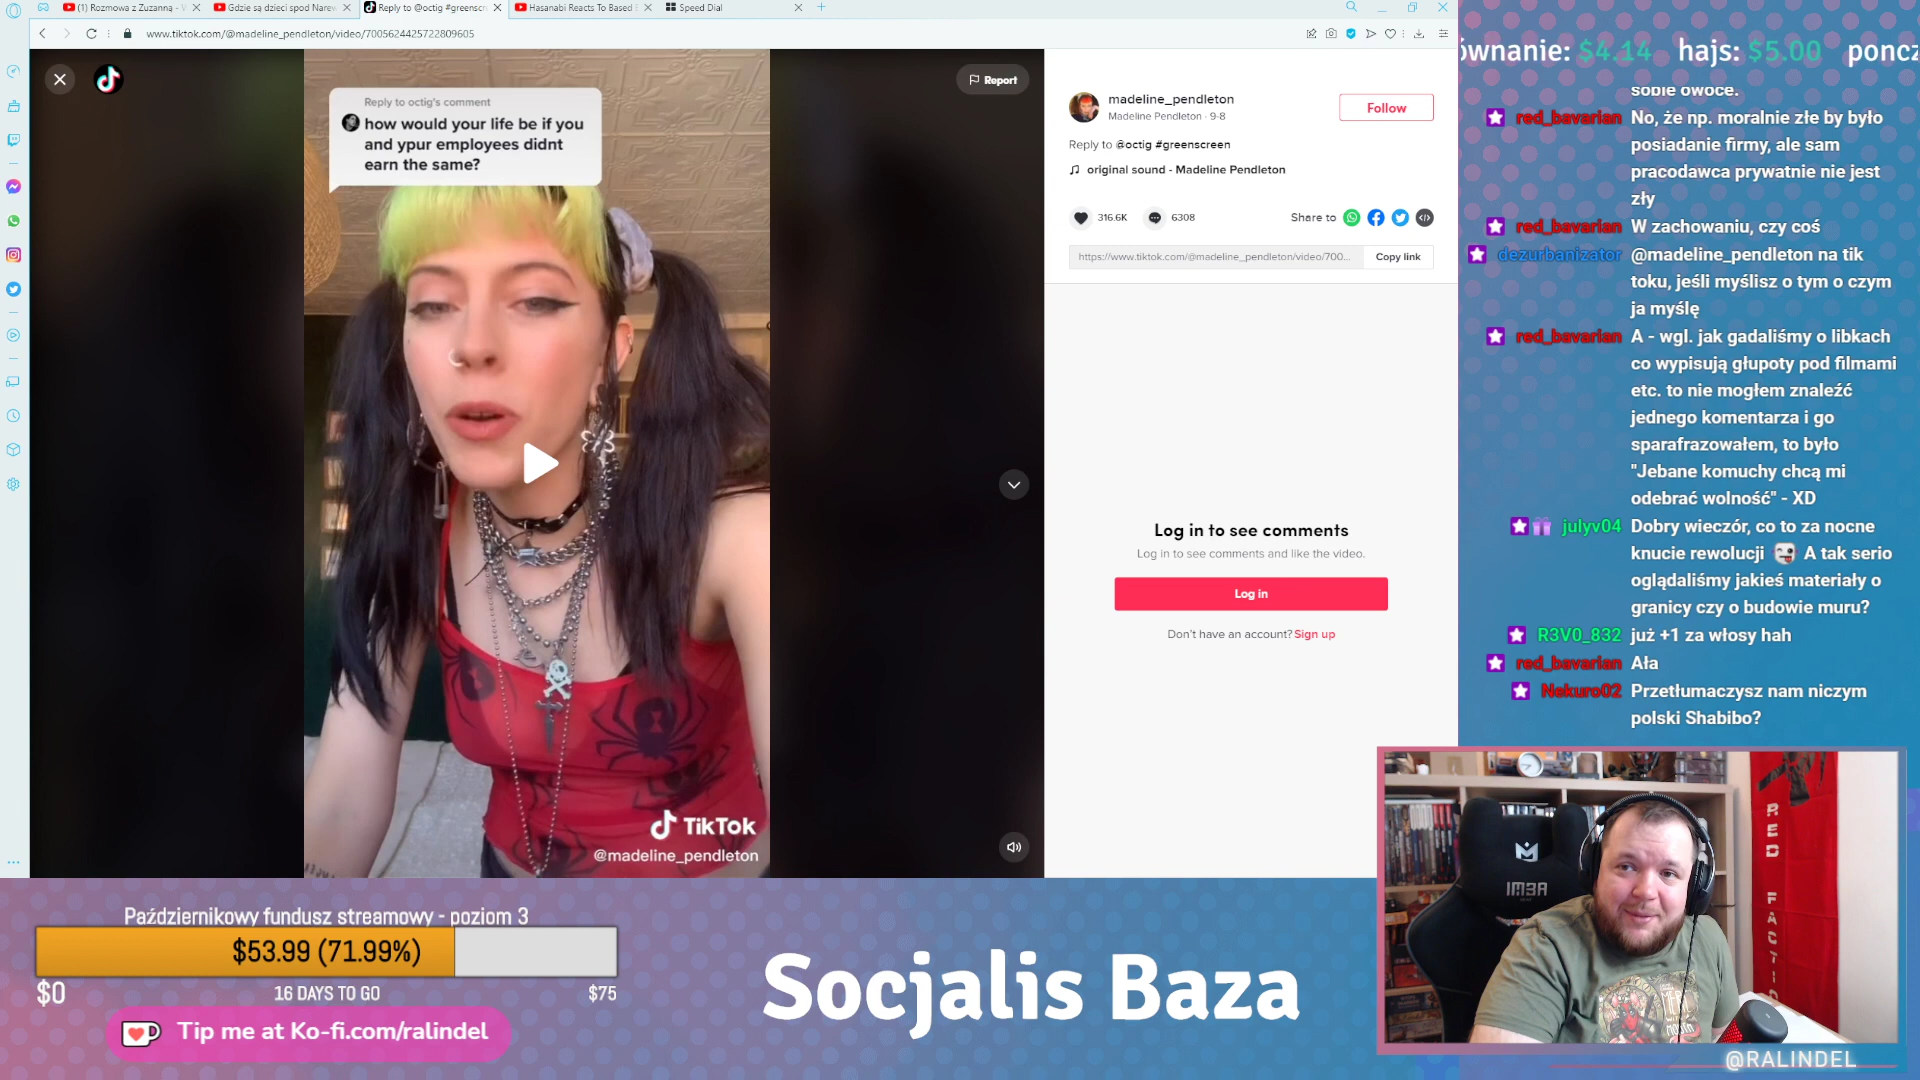 (1) Rozmowa z Zuzanną - W
Gdzie są dzieci spod Narew
Reply to @octig #greenscre
Hasanabi Reacts To Based
Speed Dial
www.tiktok.com/@madeline_pendleton/video/7005624425722809605
Report
Reply to octig's comment
how would your life be if you
and ypur employees didnt
earn the same?
TikTok
@madeline_pendleton
madeline_pendleton
Madeline Pendleton · 9-8
Follow
Reply to @octig #greenscreen
original sound - Madeline Pendleton
316.6K
6308
Share to
https://www.tiktok.com/@madeline_pendleton/video/700...
Copy link
Log in to see comments
Log in to see comments and like the video.
Log in
Don't have an account? Sign up
ównanie: $4.14 hajs: $5.00 poncz
sobie owoce.
red_bavarian No, że np. moralnie złe by było
posiadanie firmy, ale sam
pracodawca prywatnie nie jest
zły
red_bavarian W zachowaniu, czy coś
dezurbanizator @madeline_pendleton na tik
toku, jeśli myślisz o tym o czym
ja myślę
red_bavarian A - wgl. jak gadaliśmy o libkach
co wypisują głupoty pod filmami
etc. to nie mogłem znaleźć
jednego komentarza i go
sparafrazowałem, to było
"Jebane komuchy chcą mi
odebrać wolność" - XD
julyv04 Dobry wieczór, co to za nocne
knucie rewolucji 😜 A tak serio
oglądaliśmy jakieś materiały o
granicy czy o budowie muru?
R3V0_832 już +1 za włosy hah
red_bavarian Ała
Nekuro02 Przetłumaczysz nam niczym
polski Shabibo?
Październikowy fundusz streamowy - poziom 3
$53.99 (71.99%)
$0
16 DAYS TO GO
$75
Tip me at Ko-fi.com/ralindel
Socjalis Baza
IM3A
RED FACTIO
@RALINDEL